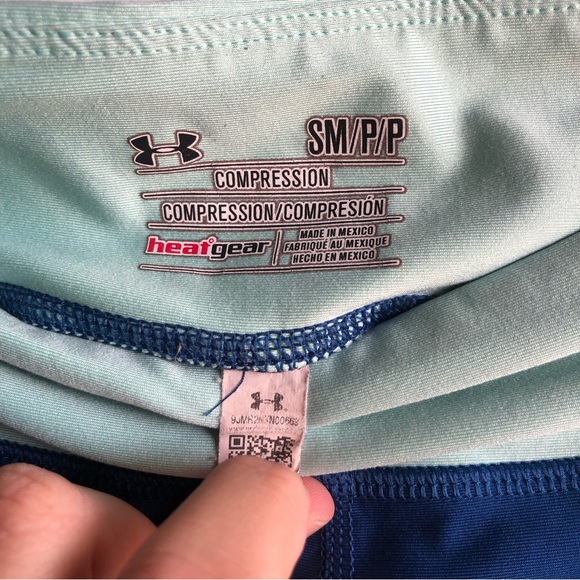 SM/P/P
COMPRESSION
COMPRESSION/COMPRESIÓN
heatgear
MADE IN MEXICO
FABRIQUÉ AU MEXIQUE
HECHO EN MEXICO